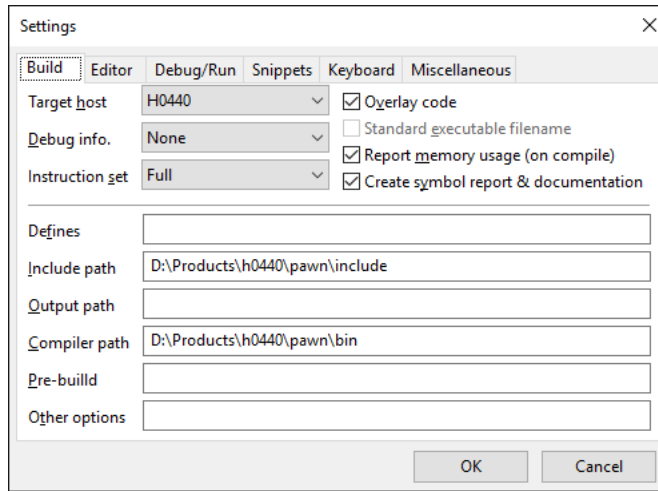 Settings
Build Editor Debug/Run Snippets Keyboard Miscellaneous
Target host H0440 Overlay code
Standard executable filename
Debug info. None
Report memory usage (on compile)
Instruction set Full Create symbol report & documentation
Defines
Include path D:\Products\h0440\pawn\include
Output path
Compiler path D:\Products\h0440\pawn\bin
Pre-builld
Other options
OK Cancel